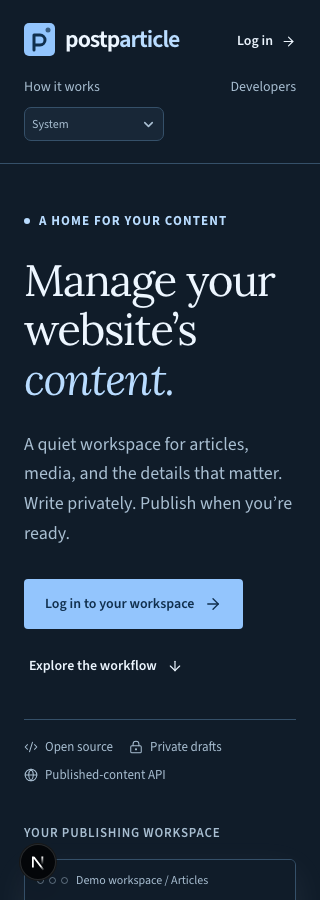 postparticle
Log in
How it works
Developers
System
A HOME FOR YOUR CONTENT
Manage your
website’s
content.
A quiet workspace for articles,
media, and the details that matter.
Write privately. Publish when you’re
ready.
Log in to your workspace
Explore the workflow
Open source
Private drafts
Published-content API
YOUR PUBLISHING WORKSPACE
N
Demo workspace / Articles